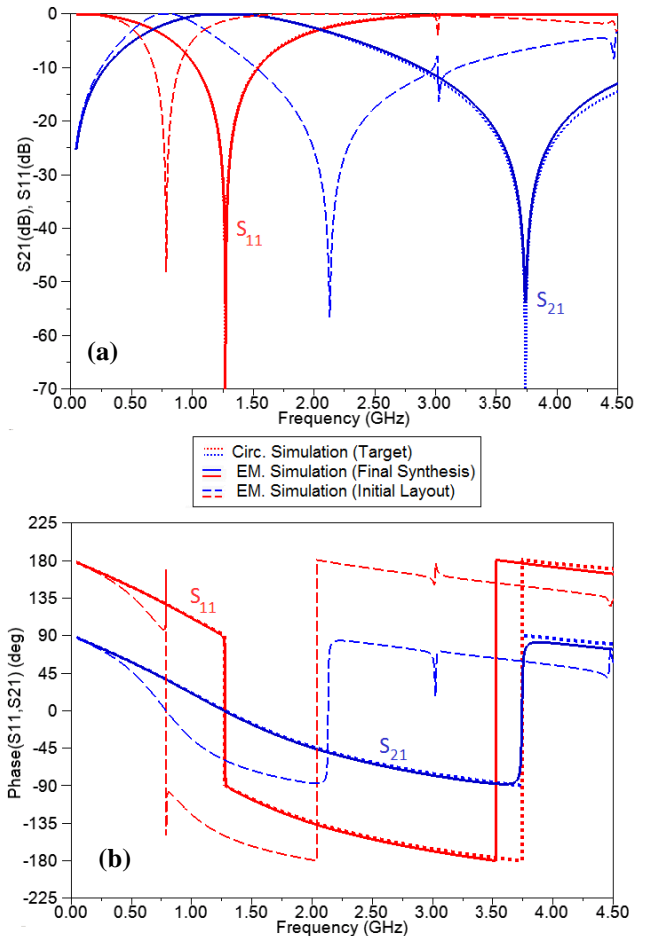 0
-10
-20
-30
-40
-50
-60
-70
S21(dB), S11(dB)
S11
S21
(a)
0.00 0.50 1.00 1.50 2.00 2.50 3.00 3.50 4.00 4.50
Frequency (GHz)
Circ. Simulation (Target)
EM. Simulation (Final Synthesis)
EM. Simulation (Initial Layout)
225
180
135
90
45
0
-45
-90
-135
-180
-225
Phase(S11,S21) (deg)
S11
S21
(b)
0.00 0.50 1.00 1.50 2.00 2.50 3.00 3.50 4.00 4.50
Frequency (GHz)